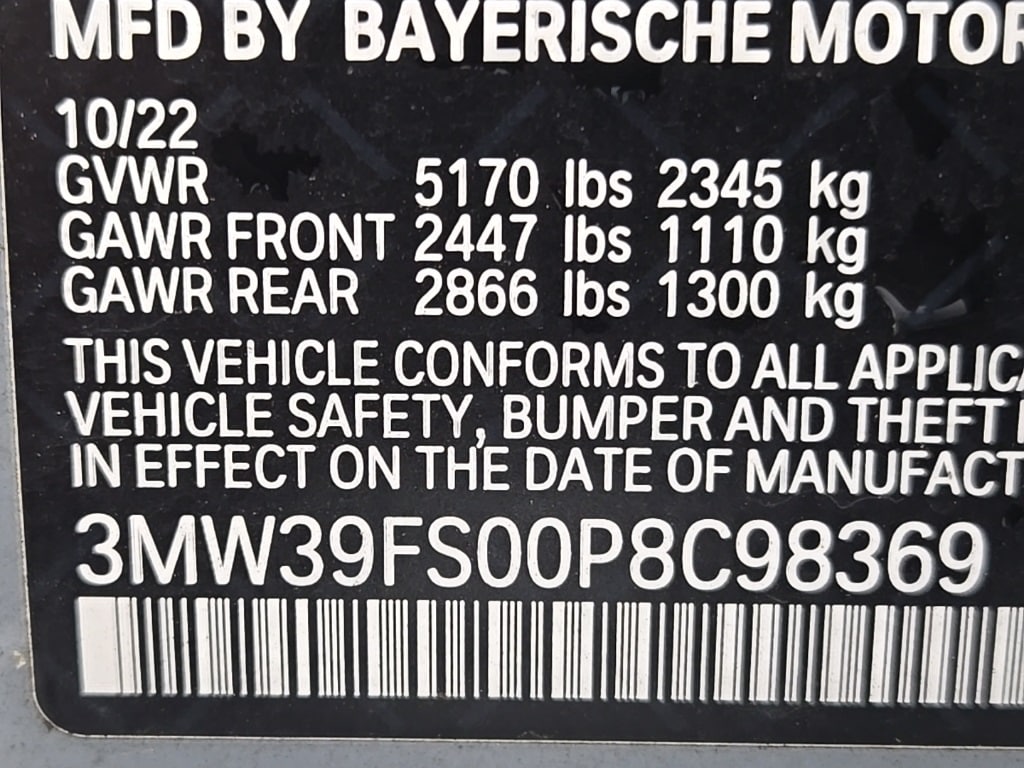 MFD BY BAYERISCHE MOTOR
10/22
GVWR 5170 lbs 2345 kg
GAWR FRONT 2447 lbs 1110 kg
GAWR REAR 2866 lbs 1300 kg
THIS VEHICLE CONFORMS TO ALL APPLICA
VEHICLE SAFETY, BUMPER AND THEFT
IN EFFECT ON THE DATE OF MANUFACT
3MW39FS00P8C98369